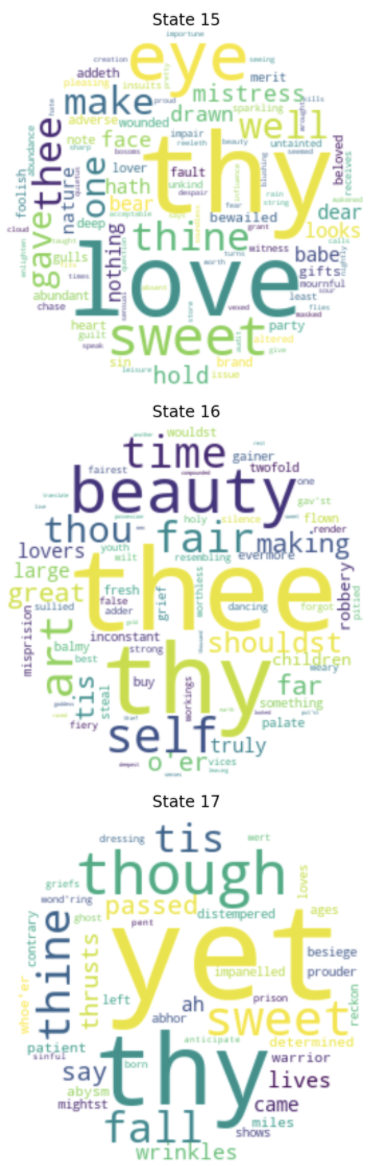 State 15
importune
eye
creation
seeing
addeth
pleasing
insults
merit
make
proud
mistress
adverse
wounded
drawn
sparkling
well
note
face
impair
beauty
untainted
thee
thy
seemed
abundance
foolish
nature
one
lover
hath
fault
unkind
despair
beloved
receives
bear
deep
fear
rain
string
dear
gave
acceptable
bewailed
looks
cloud
nothing
thine
grant
witness
babe
calls
enlighten
gulls
love
turns
worth
gifts
abundant
times
mournful
chase
least
flies
masked
vexed
heart
sweet
party
guilt
altered
speak
give
sin
brand
leisure
hold
issue
State 16
wouldst
time
gainer
fairest
twofold
beauty
one
gav'st
thou
holy
silence
flown
render
fair
making
lovers
youth
wilt
resembling
evermore
large
thee
robbery
pitied
great
fresh
false
grief
worthless
dancing
forgot
sullied
adder
misprision
art
inconstant
strong
shouldst
balmy
thy
children
best
tis
weary
steal
buy
workings
far
something
fiery
self
truly
palate
o'er
vices
deepest
State 17
dressing
tis
wert
though
griefs
loves
wond'ring
passed
ages
contrary
ghost
distempered
pent
yet
besiege
thine
thrusts
impanelled
prouder
whoe'er
left
ah
prison
sweet
reckon
abhor
patient
anticipate
determined
sinful
say
thy
born
warrior
abysm
lives
mightst
came
fall
miles
shows
wrinkles